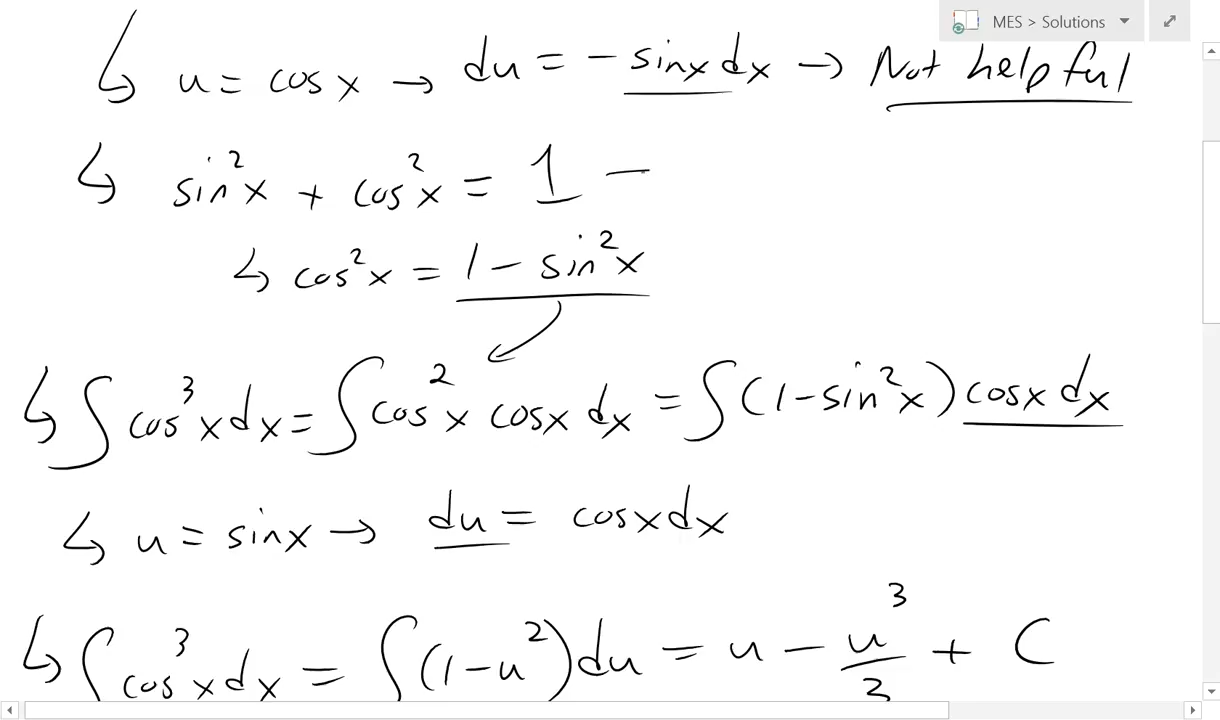 MES > Solutions
↳ u = cos x → du = − sinx dx → Not helpful
↳ sin²x + cos²x = 1 −
↳ cos²x = 1 − sin²x
↳ ∫ cos³x dx = ∫ cos²x cosx dx = ∫ (1 − sin²x) cosx dx
↳ u = sinx → du = cosx dx
↳ ∫ cos³x dx = ∫ (1 − u²) du = u − u³/3 + C